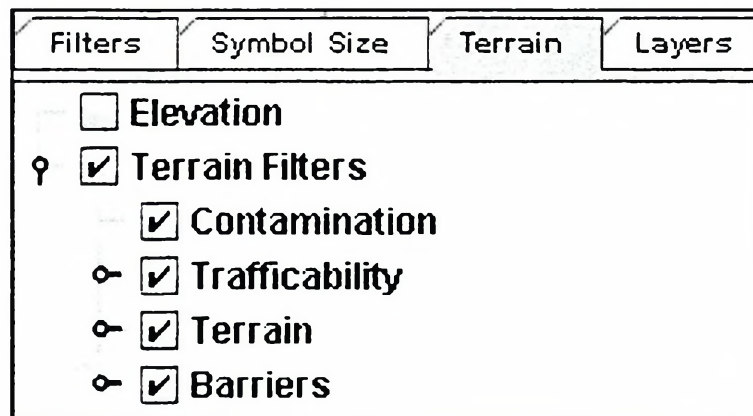 Filters Symbol Size Terrain Layers
Elevation
Terrain Filters
Contamination
Trafficability
Terrain
Barriers